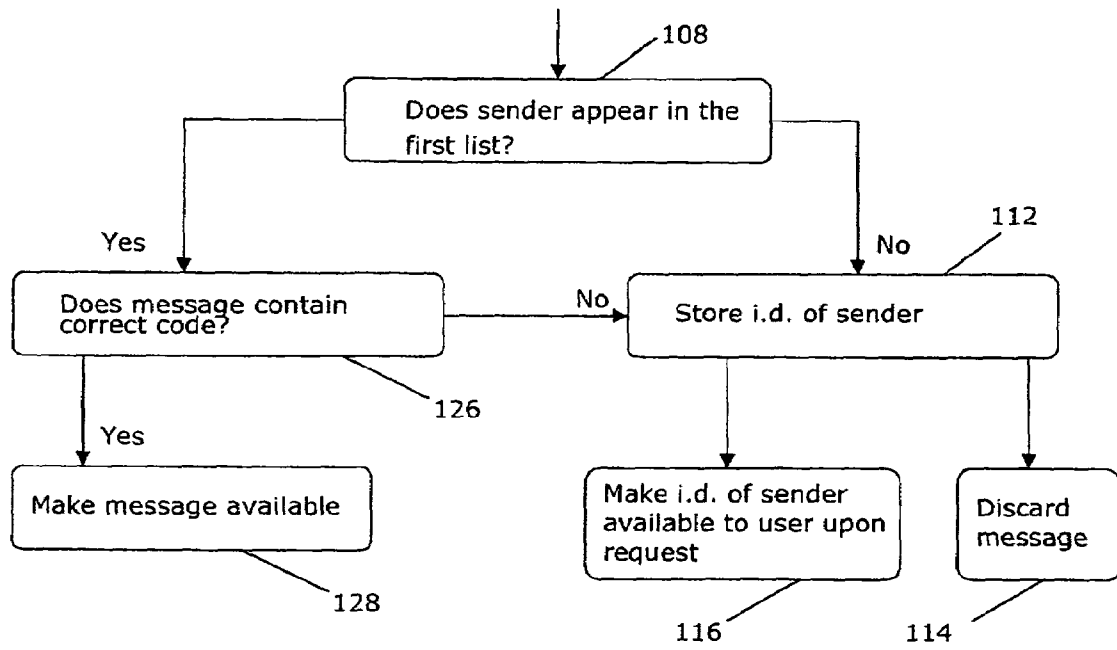 108
Does sender appear in the
first list?
112
Yes
No
Does message contain
correct code?
No
Store i.d. of sender
126
Yes
Make message available
Make i.d. of sender
available to user upon
request
Discard
message
128
116
114